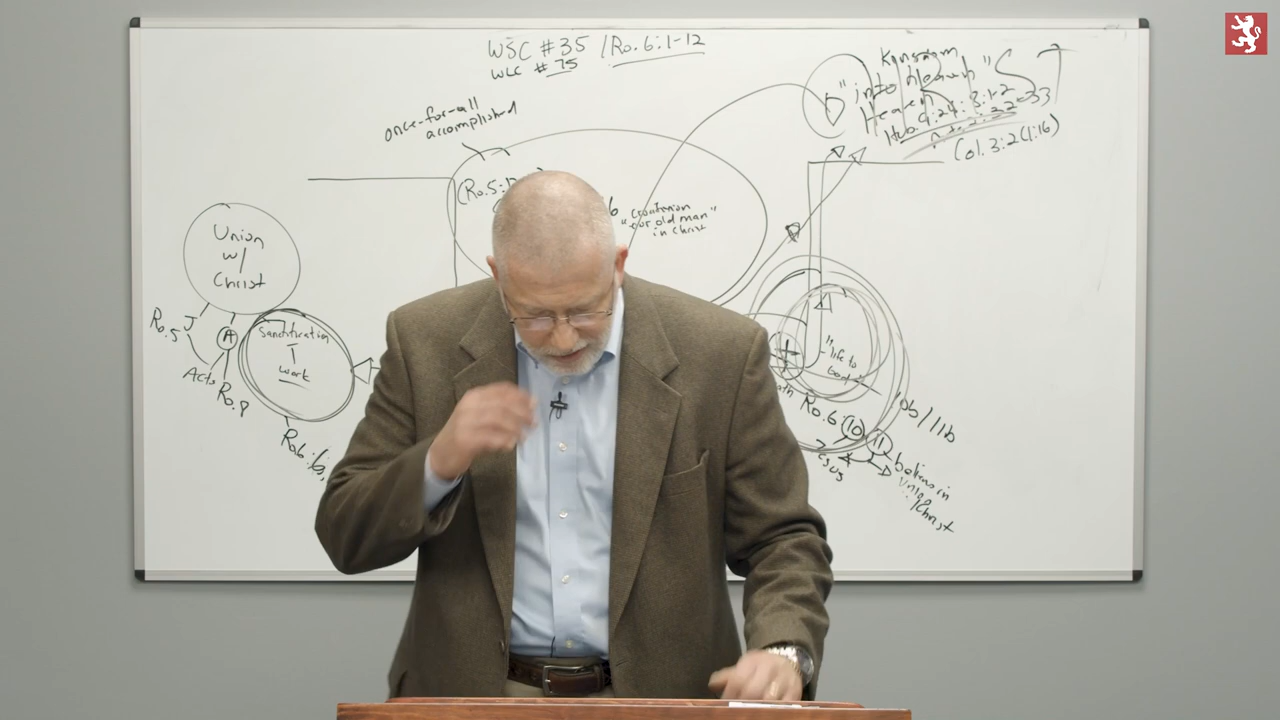 WSC #35 / Ro. 6:1-12
WLC #75
once-for-all
accomplished
(Ro. 5:
"Crucifixion
our old man"
in Christ
Kingdom
"into Heaven"
Heaven
Heb. 9:24; 8:1-2
Col. 3:2 (1:16)
Union
w/
Christ
Ro. 5
J
A
Acts
Ro. 8
Sanctification
work
Ro. 6:6,
"life to
God"
Ro. 6
10
11
10b/11b
Jesus
believers in
union
w/Christ